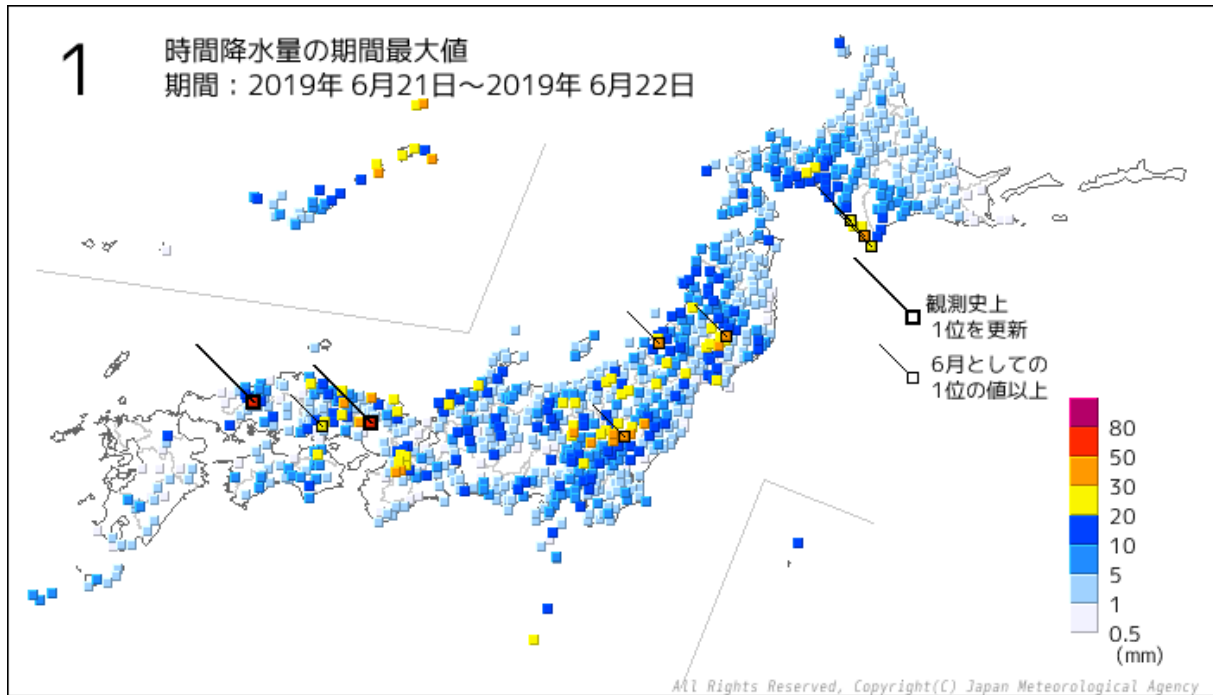 1 時間降水量の期間最大値
期間：2019年 6月21日～2019年 6月22日
観測史上
1位を更新
6月としての
1位の値以上
80
50
30
20
10
5
1
0.5
(mm)
All Rights Reserved, Copyright(C) Japan Meteorological Agency